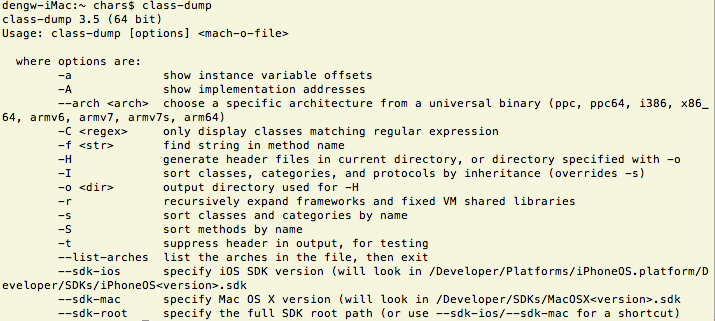 dengw-iMac:~ chars$ class-dump
class-dump 3.5 (64 bit)
Usage: class-dump [options] <mach-o-file>

  where options are:
        -a             show instance variable offsets
        -A             show implementation addresses
        --arch <arch>  choose a specific architecture from a universal binary (ppc, ppc64, i386, x86_
64, armv6, armv7, armv7s, arm64)
        -C <regex>     only display classes matching regular expression
        -f <str>       find string in method name
        -H             generate header files in current directory, or directory specified with -o
        -I             sort classes, categories, and protocols by inheritance (overrides -s)
        -o <dir>       output directory used for -H
        -r             recursively expand frameworks and fixed VM shared libraries
        -s             sort classes and categories by name
        -S             sort methods by name
        -t             suppress header in output, for testing
        --list-arches  list the arches in the file, then exit
        --sdk-ios      specify iOS SDK version (will look in /Developer/Platforms/iPhoneOS.platform/D
eveloper/SDKs/iPhoneOS<version>.sdk
        --sdk-mac      specify Mac OS X version (will look in /Developer/SDKs/MacOSX<version>.sdk
        --sdk-root     specify the full SDK root path (or use --sdk-ios/--sdk-mac for a shortcut)